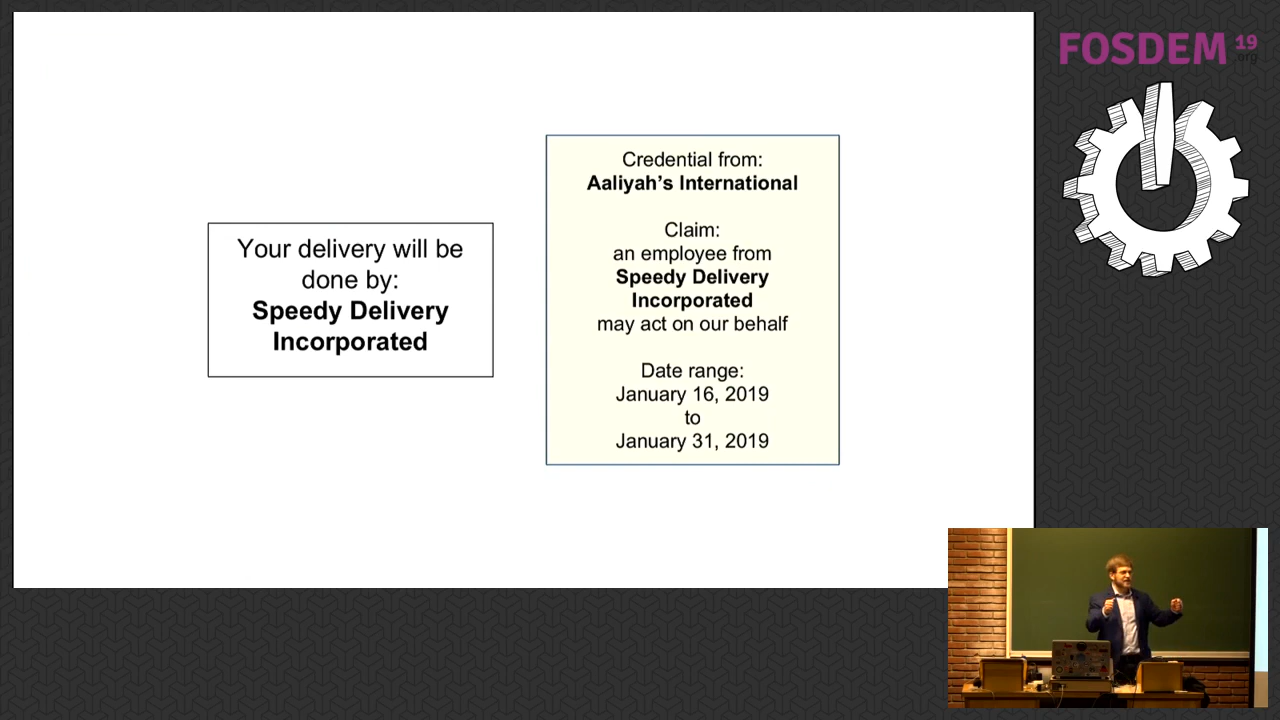 FOSDEM 19
.org
Your delivery will be
done by:
Speedy Delivery
Incorporated
Credential from:
Aaliyah’s International
Claim:
an employee from
Speedy Delivery
Incorporated
may act on our behalf
Date range:
January 16, 2019
to
January 31, 2019